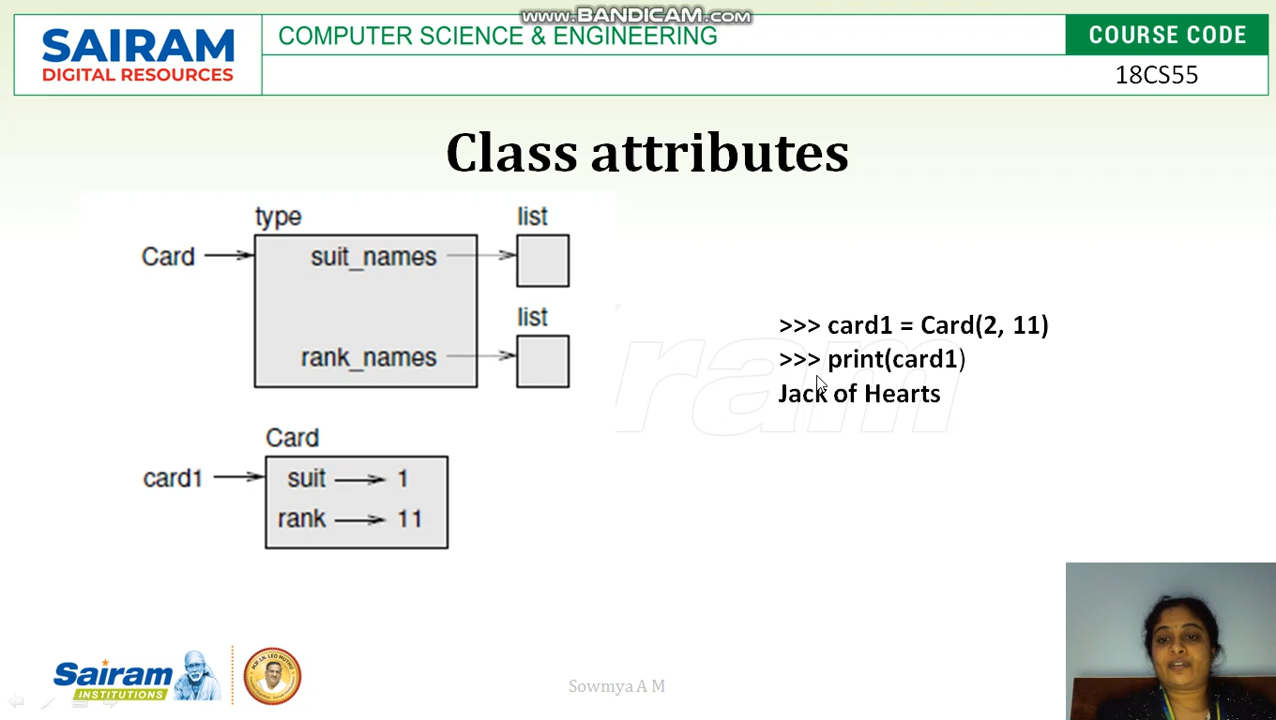 www.BANDICAM.com
SAIRAM
DIGITAL RESOURCES
COMPUTER SCIENCE & ENGINEERING
COURSE CODE
18CS55
Class attributes
type
list
Card
suit_names
list
rank_names
>>> card1 = Card(2, 11)
>>> print(card1)
Jack of Hearts
ram
Card
card1
suit
1
rank
11
Sairam
INSTITUTIONS
Sowmya A M